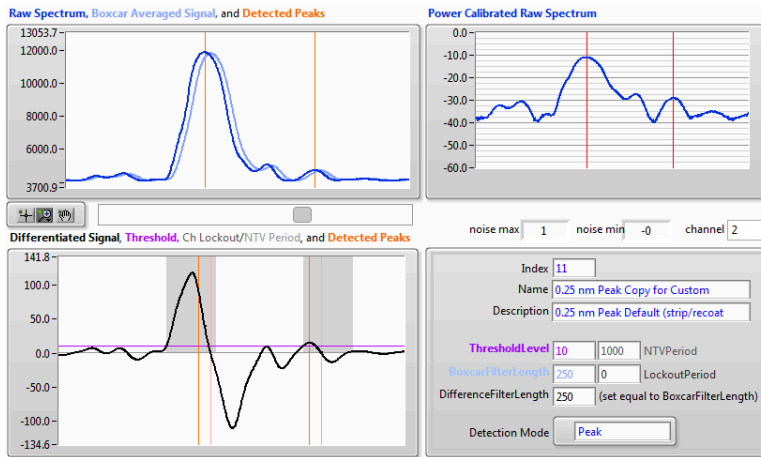 Raw Spectrum, Boxcar Averaged Signal, and Detected Peaks
13053.7
12000.0
10000.0
8000.0
6000.0
3700.9
Power Calibrated Raw Spectrum
0.0
-10.0
-20.0
-30.0
-40.0
-50.0
-60.0
noise max 1 noise min -0 channel 2
Differentiated Signal, Threshold, Ch Lockout/NTV Period, and Detected Peaks
141.8
100.0
50.0
0.0
-50.0
-100.0
-134.6
Index 11
Name 0.25 nm Peak Copy for Custom
Description 0.25 nm Peak Default (strip/recoat
ThresholdLevel 10 1000 NTVPeriod
BoxcarFilterLength 250 0 LockoutPeriod
DifferenceFilterLength 250 (set equal to BoxcarFilterLength)
Detection Mode Peak